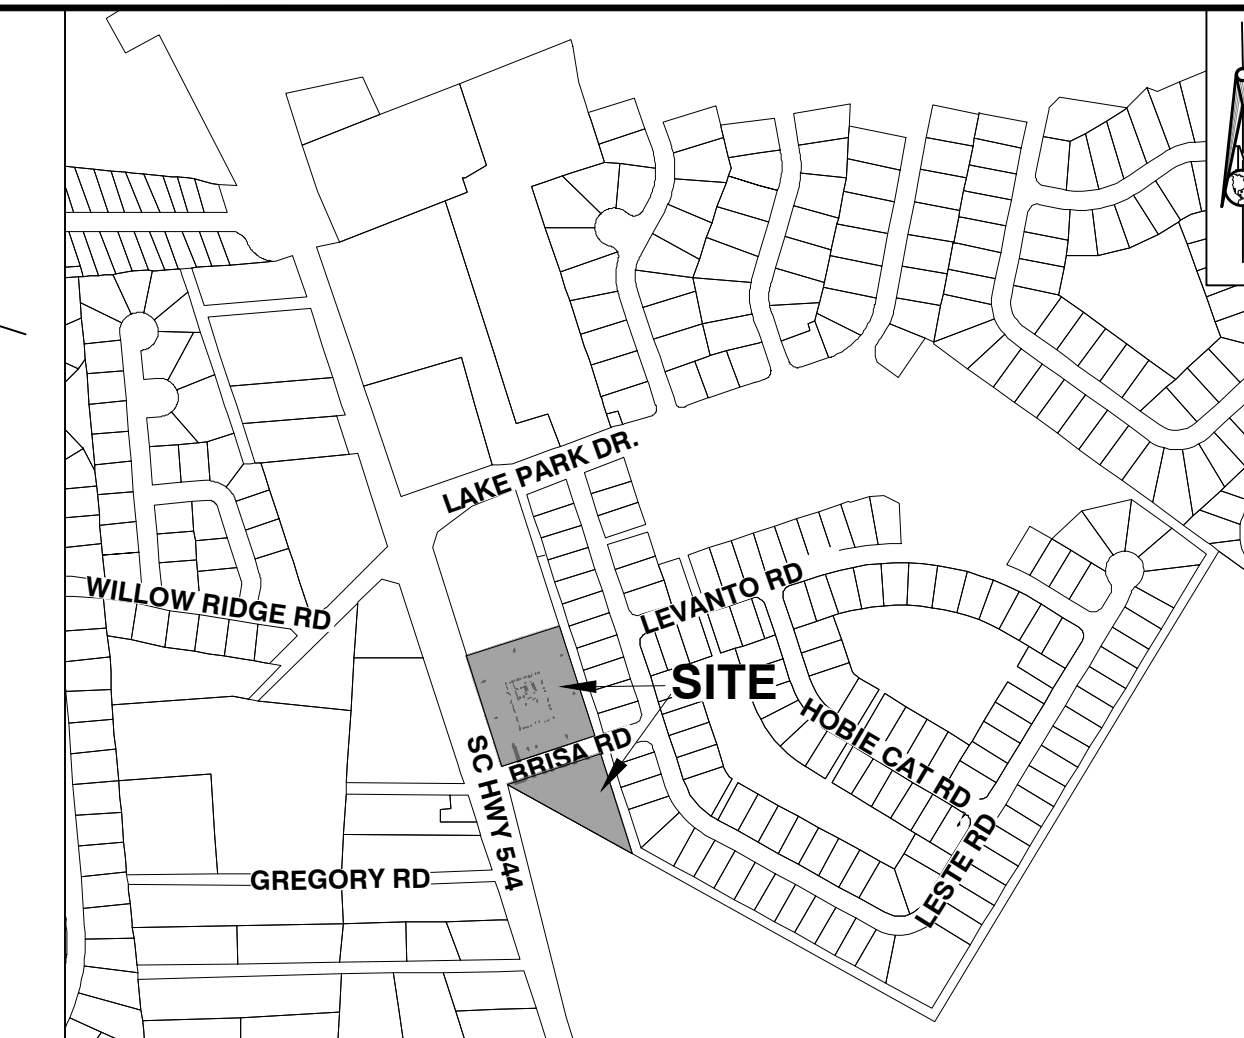 LAKE PARK DR.
WILLOW RIDGE RD
LEVANTO RD
SITE
HOBIE CAT RD
BRISA RD
SC HWY 544
LESTE RD
GREGORY RD